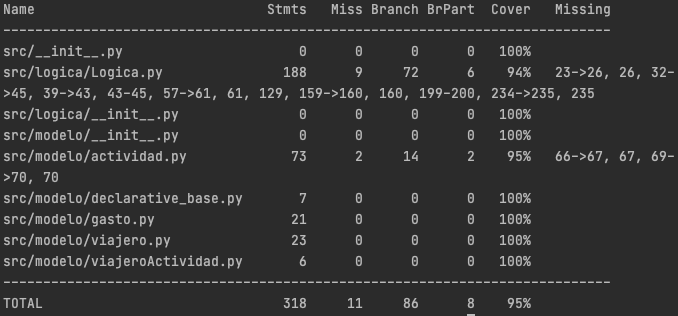 Name Stmts Miss Branch BrPart Cover Missing
-------------------------------------------------------------------------
src/__init__.py 0 0 0 0 100%
src/logica/Logica.py 188 9 72 6 94% 23->26, 26, 32-
>45, 39->43, 43-45, 57->61, 61, 129, 159->160, 160, 199-200, 234->235, 235
src/logica/__init__.py 0 0 0 0 100%
src/modelo/__init__.py 0 0 0 0 100%
src/modelo/actividad.py 73 2 14 2 95% 66->67, 67, 69-
>70, 70
src/modelo/declarative_base.py 7 0 0 0 100%
src/modelo/gasto.py 21 0 0 0 100%
src/modelo/viajero.py 23 0 0 0 100%
src/modelo/viajeroActividad.py 6 0 0 0 100%
-------------------------------------------------------------------------
TOTAL 318 11 86 8 95%